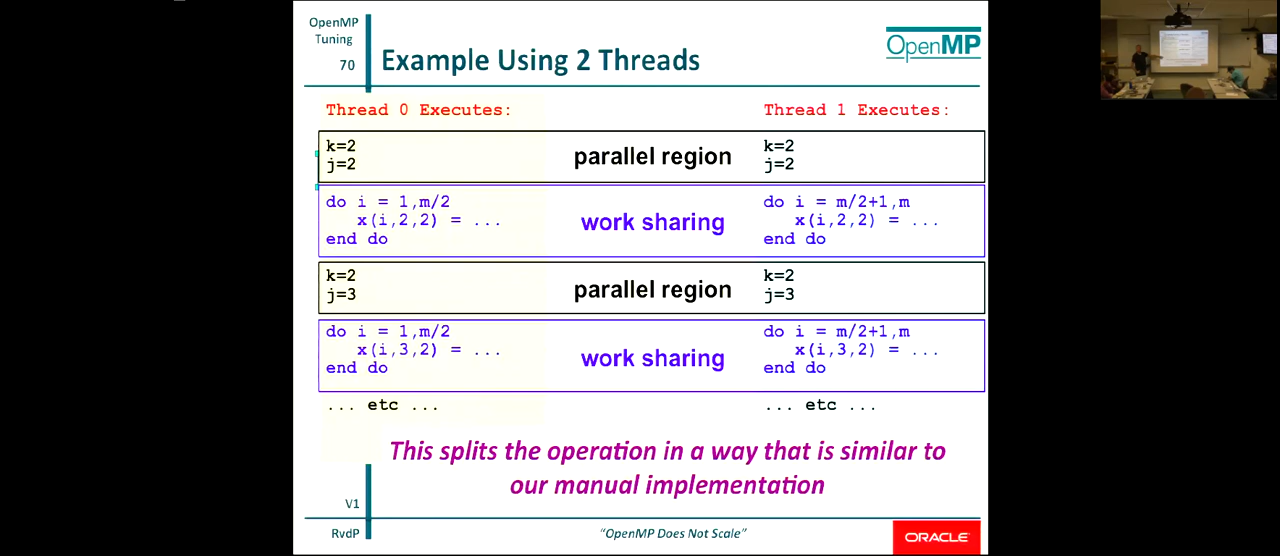 OpenMP
Tuning
70
Example Using 2 Threads
OpenMP
Thread 0 Executes:
Thread 1 Executes:
k=2
j=2
parallel region
k=2
j=2
do i = 1,m/2
x(i,2,2) = ...
end do
work sharing
do i = m/2+1,m
x(i,2,2) = ...
end do
k=2
j=3
parallel region
k=2
j=3
do i = 1,m/2
x(i,3,2) = ...
end do
work sharing
do i = m/2+1,m
x(i,3,2) = ...
end do
... etc ...
... etc ...
This splits the operation in a way that is similar to
our manual implementation
V1
RvdP
"OpenMP Does Not Scale"
ORACLE